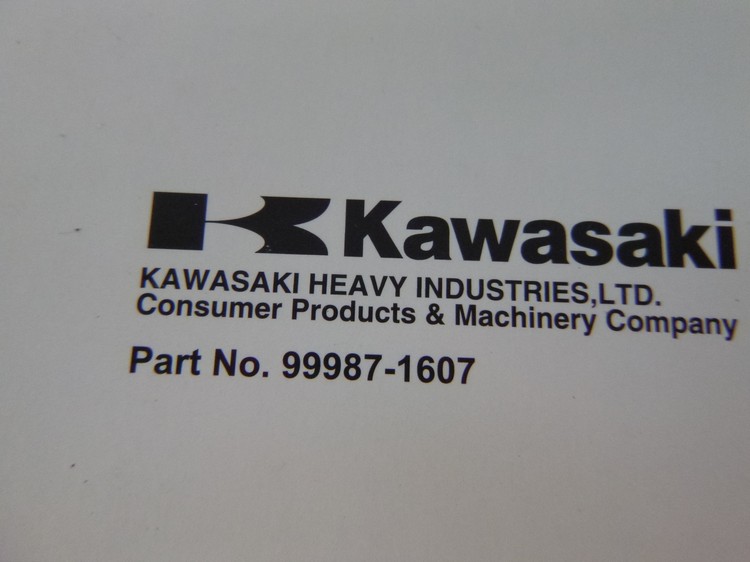 Kawasaki
KAWASAKI HEAVY INDUSTRIES,LTD.
Consumer Products & Machinery Company
Part No. 99987-1607